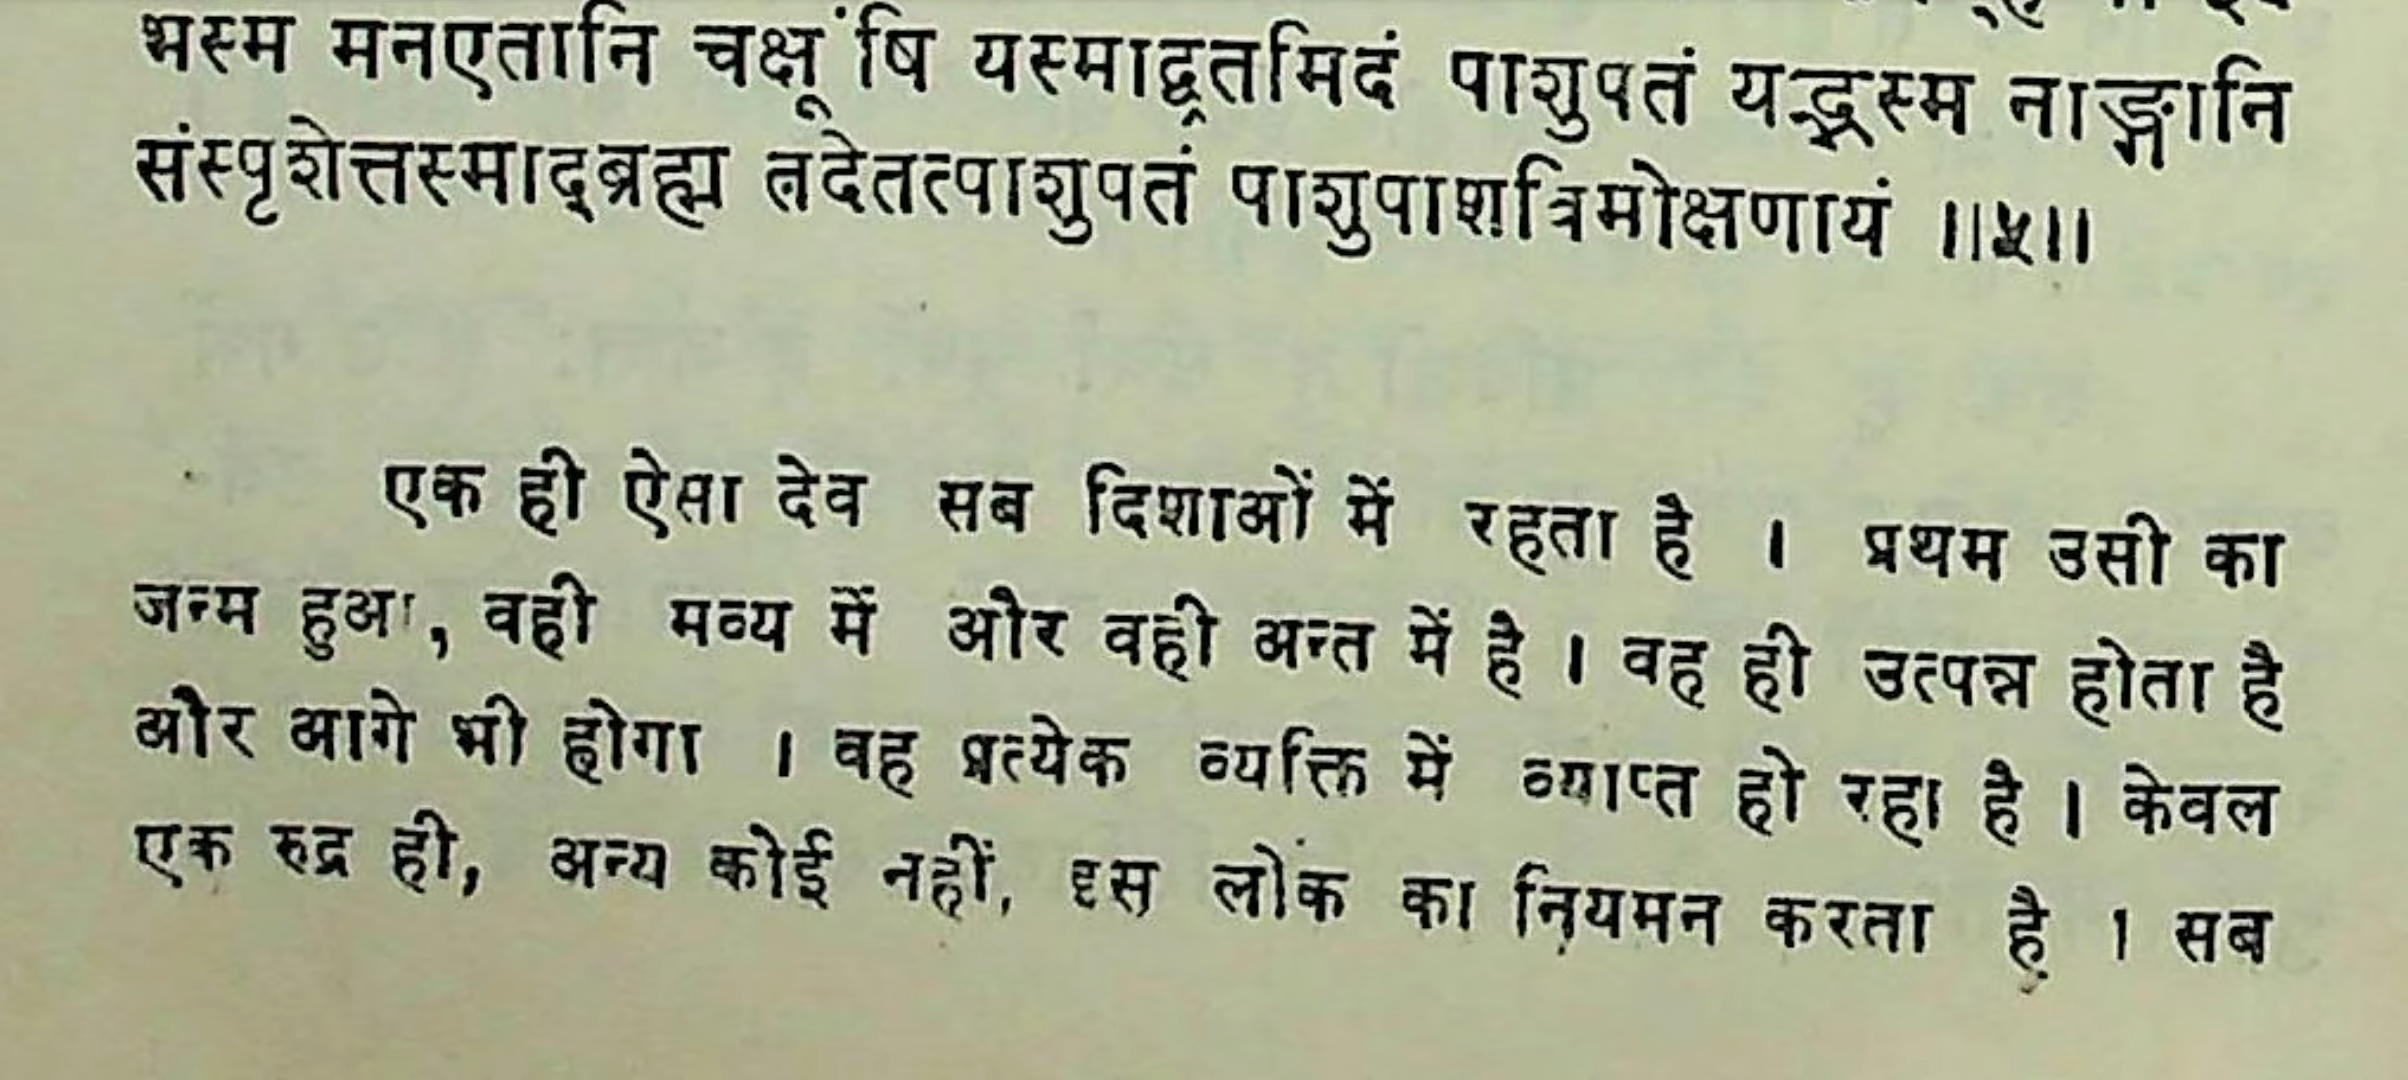 भस्म मनएतानि चक्षूंषि यस्माद्व्रतमिदं पाशुपतं यद्भस्म नाङ्गानि
संस्पृशेत्तस्माद्ब्रह्म तदेतत्पाशुपतं पाशुपाशत्रिमोक्षणायं ॥५॥
एक ही ऐसा देव सब दिशाओं में रहता है । प्रथम उसी का
जन्म हुआ, वही मव्य में और वही अन्त में है । वह ही उत्पन्न होता है
और आगे भी होगा । वह प्रत्येक व्यक्ति में व्याप्त हो रहा है । केवल
एक रुद्र ही, अन्य कोई नहीं, इस लोक का नियमन करता है । सब